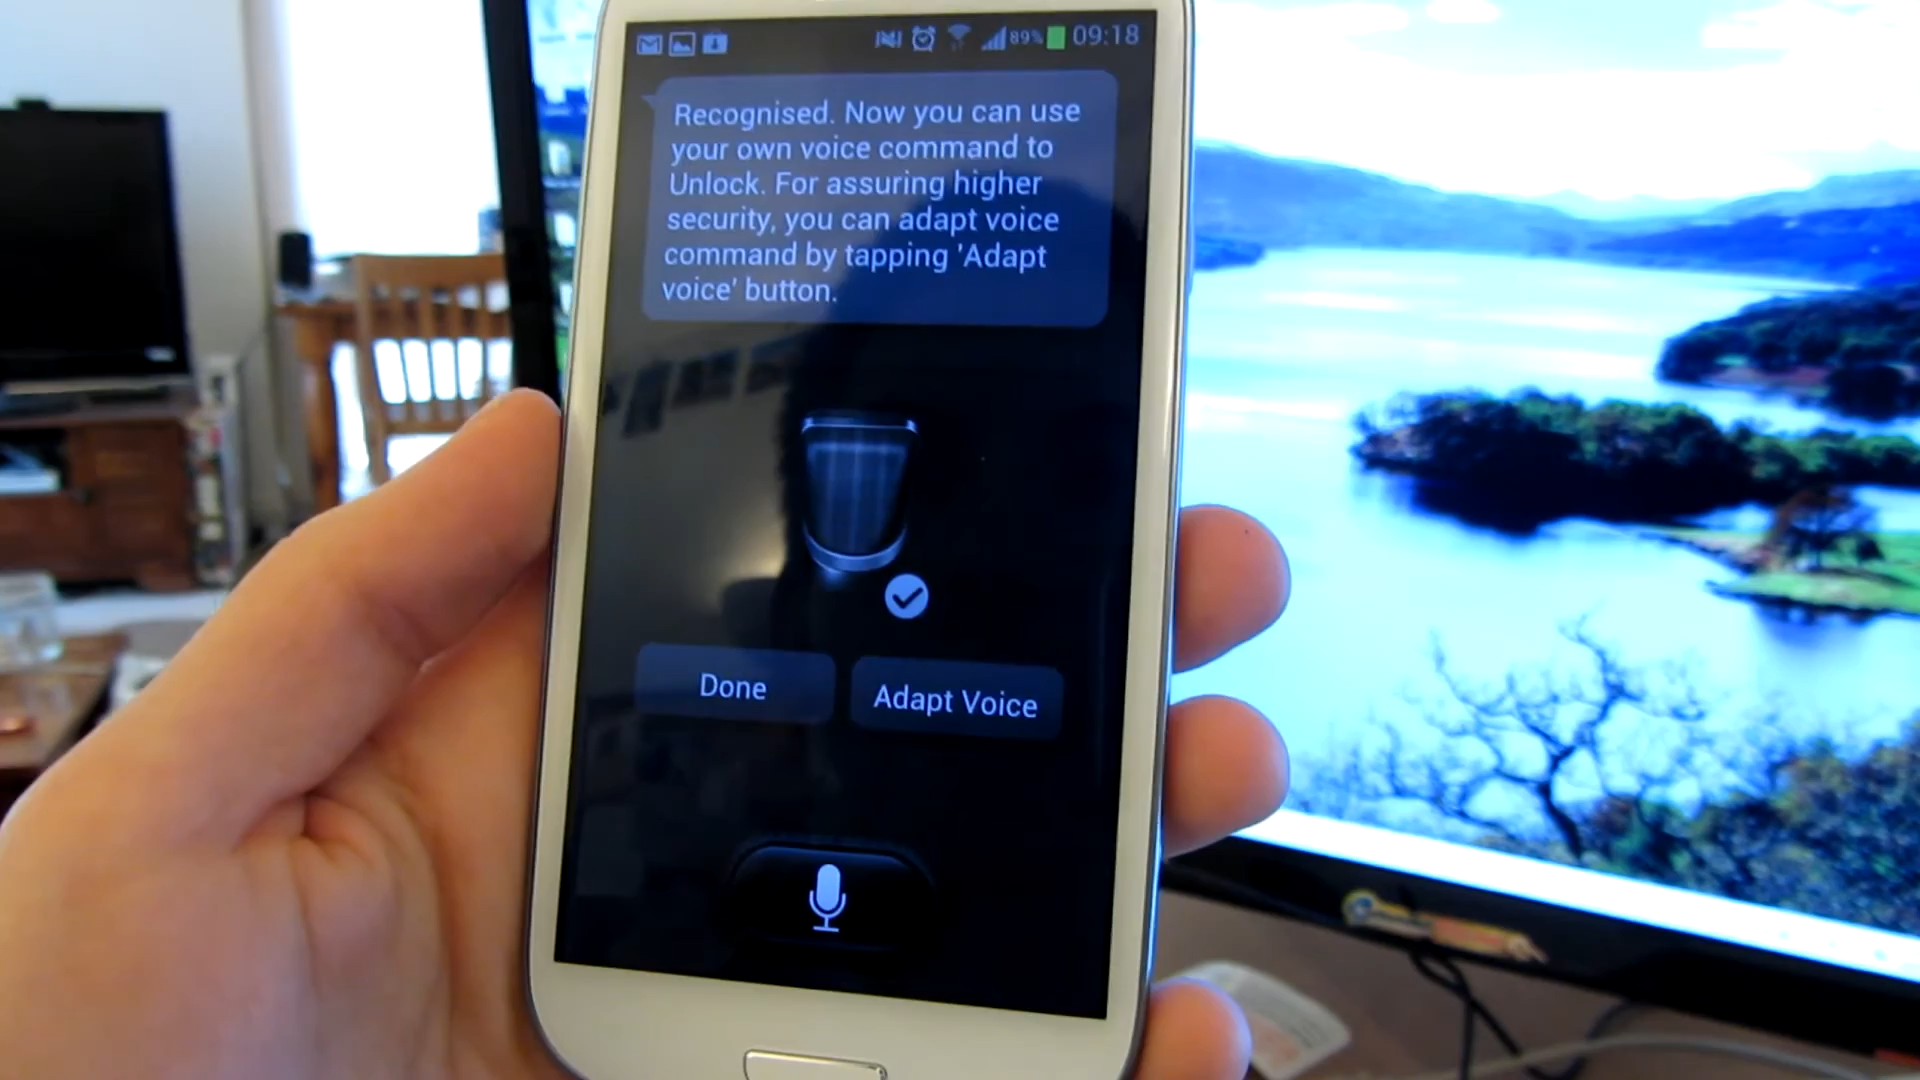 89% 09:18
Recognised. Now you can use
your own voice command to
Unlock. For assuring higher
security, you can adapt voice
command by tapping 'Adapt
voice' button.
Done
Adapt Voice